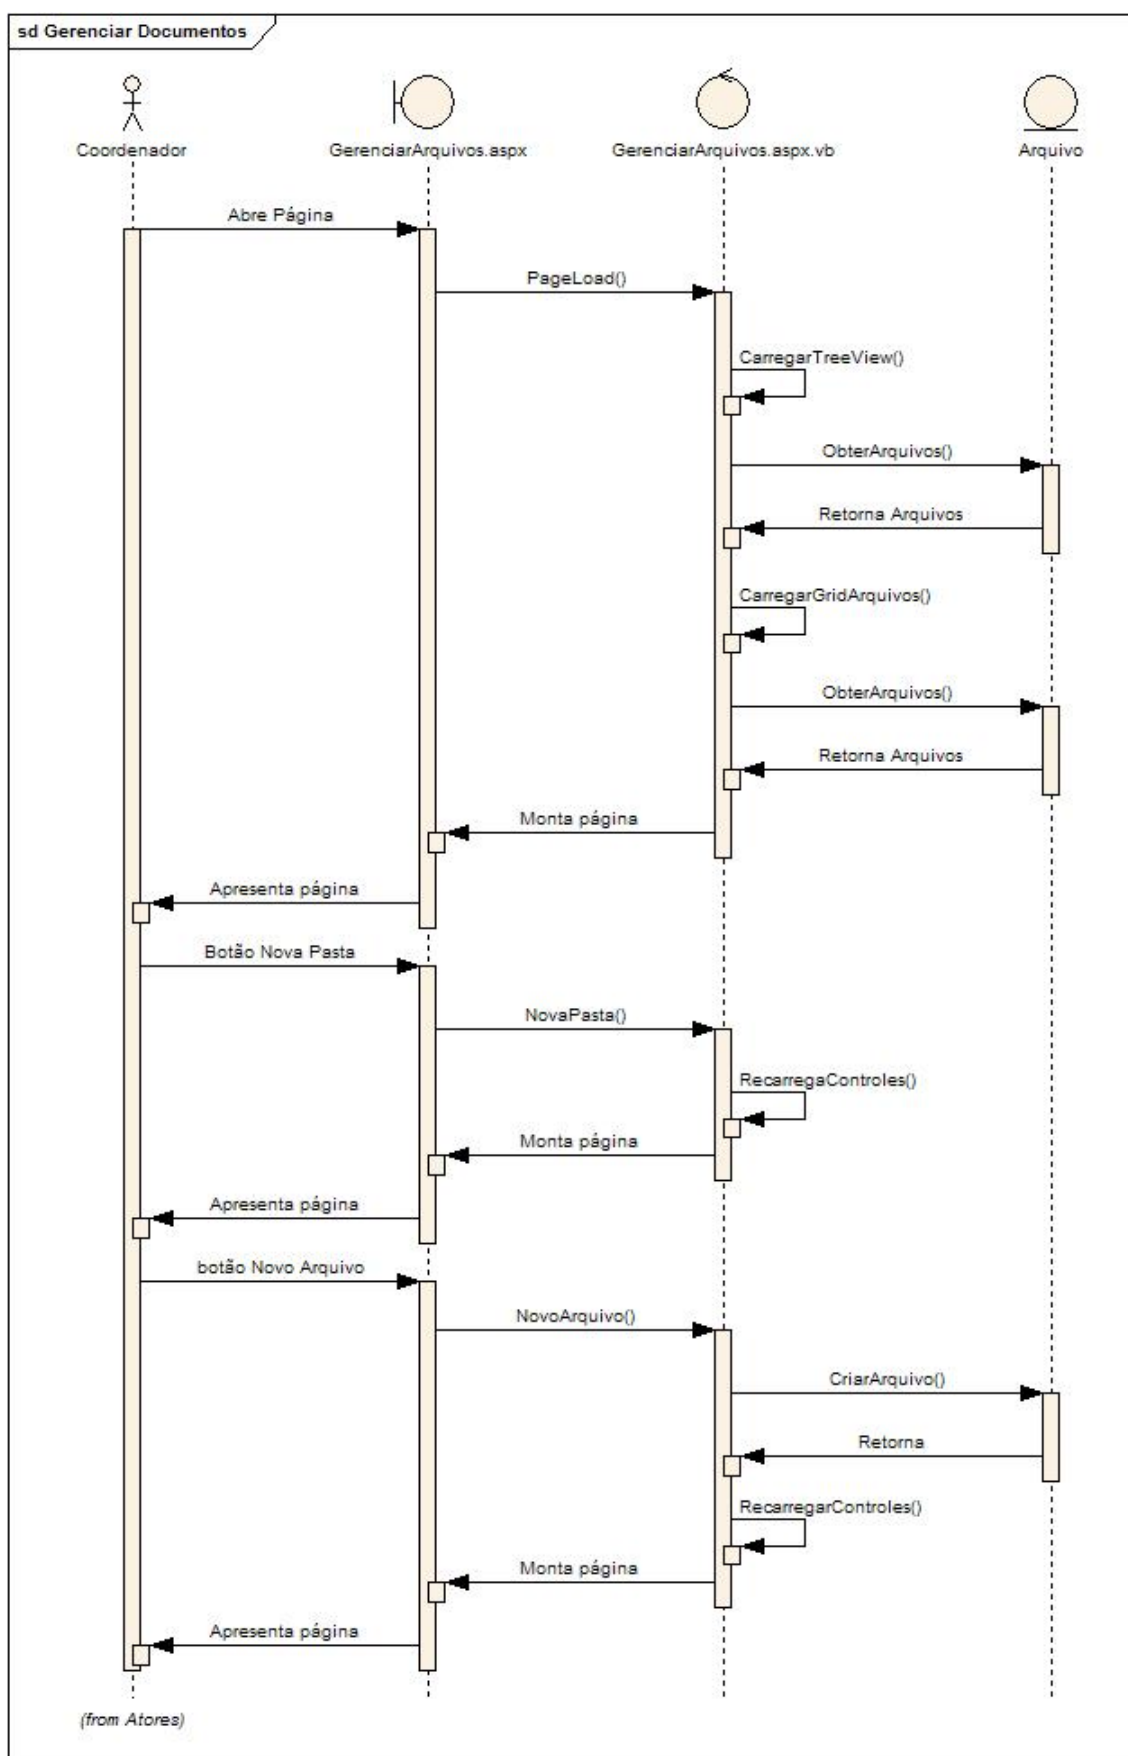 sd Gerenciar Documentos
Coordenador
GerenciarArquivos.aspx
GerenciarArquivos.aspx.vb
Arquivo
Abre Página
PageLoad()
CarregarTreeView()
ObterArquivos()
Retorna Arquivos
CarregarGridArquivos()
ObterArquivos()
Retorna Arquivos
Monta página
Apresenta página
Botão Nova Pasta
NovaPasta()
RecarregaControles()
Monta página
Apresenta página
botão Novo Arquivo
NovoArquivo()
CriarArquivo()
Retorna
RecarregarControles()
Monta página
Apresenta página
(from Atores)